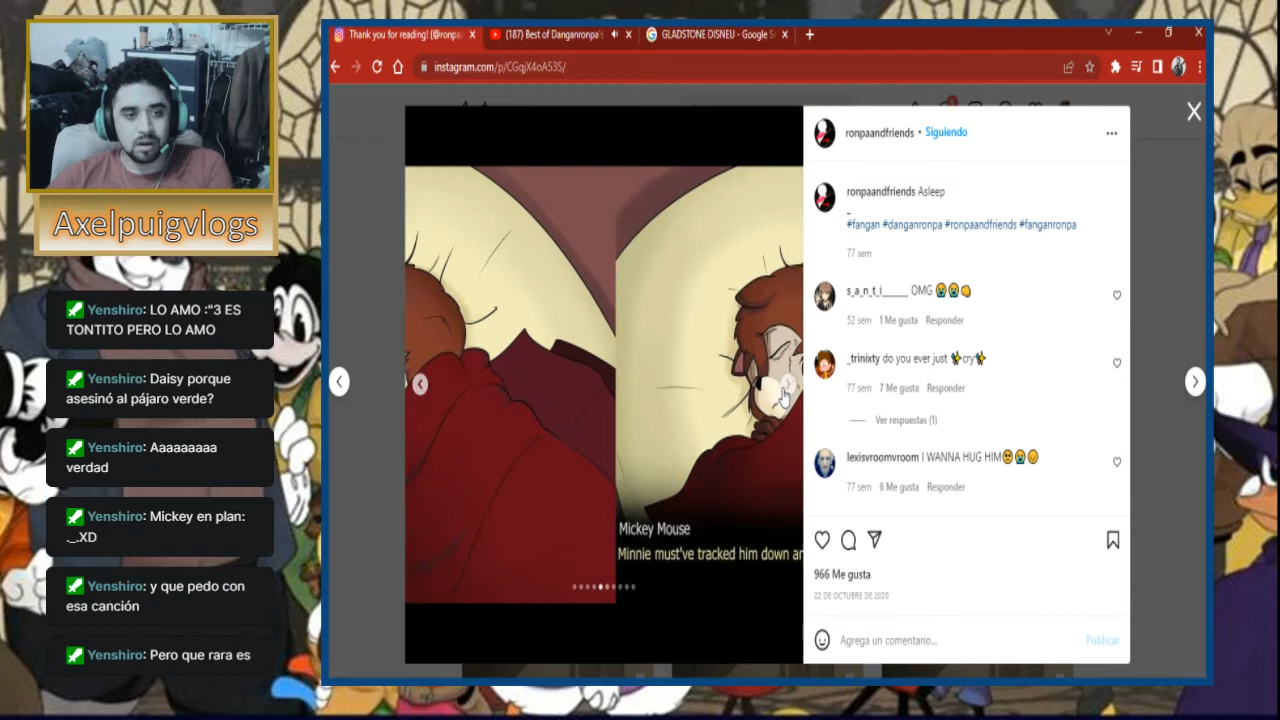 Axelpuigvlogs
Yenshiro: LO AMO :"3 ES
TONTITO PERO LO AMO
Yenshiro: Daisy porque
asesinó al pájaro verde?
Yenshiro: Aaaaaaaaa
verdad
Yenshiro: Mickey en plan:
._.XD
Yenshiro: y que pedo con
esa canción
Yenshiro: Pero que rara es
Thank you for reading! (@ronpa
(187) Best of Danganronpa's
GLADSTONE DISNEU - Google S
instagram.com/p/CGqjX4oA53S/
Mickey Mouse
Minnie must've tracked him down an
ronpaandfriends • Siguiendo
ronpaandfriends Asleep
_
#fangan #danganronpa #ronpaandfriends #fanganronpa
77 sem
s_a_n_t_i_____ OMG 😭😭👊
52 sem 1 Me gusta Responder
_trinixty do you ever just ✨cry✨
77 sem 7 Me gusta Responder
Ver respuestas (1)
lexisvroomvroom I WANNA HUG HIM🥺😭😞
77 sem 6 Me gusta Responder
966 Me gusta
22 DE OCTUBRE DE 2020
Agrega un comentario...
Publicar